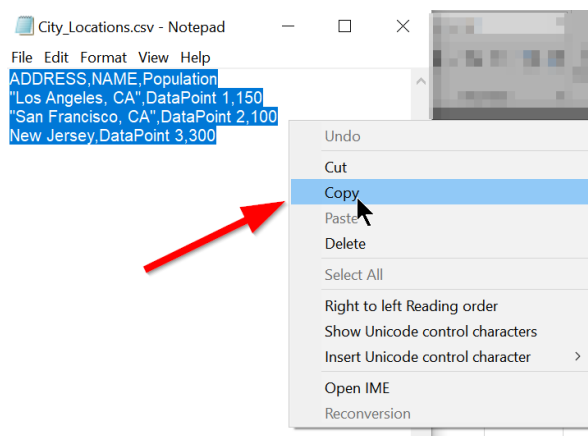 City_Locations.csv - Notepad
File Edit Format View Help
ADDRESS,NAME,Population
"Los Angeles, CA",DataPoint 1,150
"San Francisco, CA",DataPoint 2,100
New Jersey,DataPoint 3,300
Undo
Cut
Copy
Paste
Delete
Select All
Right to left Reading order
Show Unicode control characters
Insert Unicode control character
Open IME
Reconversion